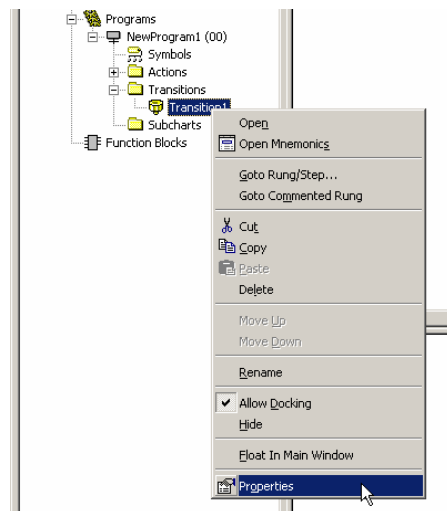 Programs
NewProgram1 (00)
Symbols
Actions
Transitions
Transition1
Subcharts
Function Blocks
Open
Open Mnemonics
Goto Rung/Step...
Goto Commented Rung
Cut
Copy
Paste
Delete
Move Up
Move Down
Rename
Allow Docking
Hide
Float In Main Window
Properties